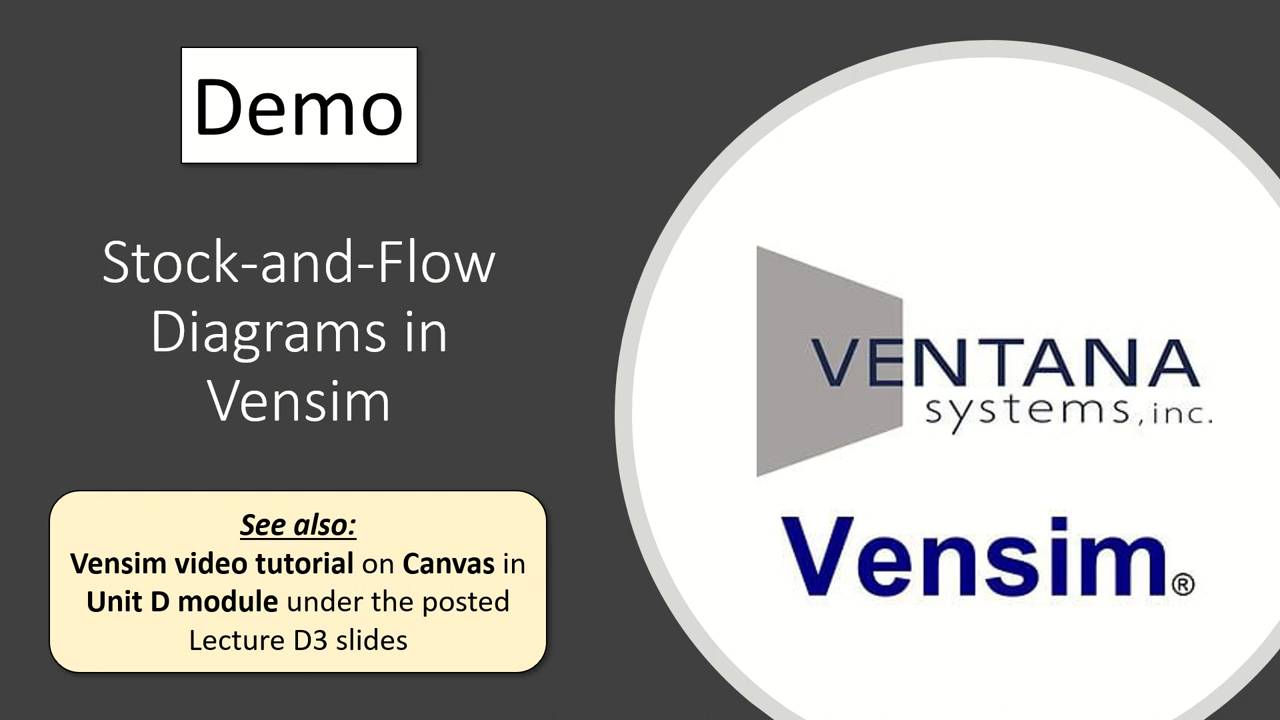 Demo
Stock-and-Flow
Diagrams in
Vensim
See also:
Vensim video tutorial on Canvas in
Unit D module under the posted
Lecture D3 slides
VENTANA
systems, inc.
Vensim®